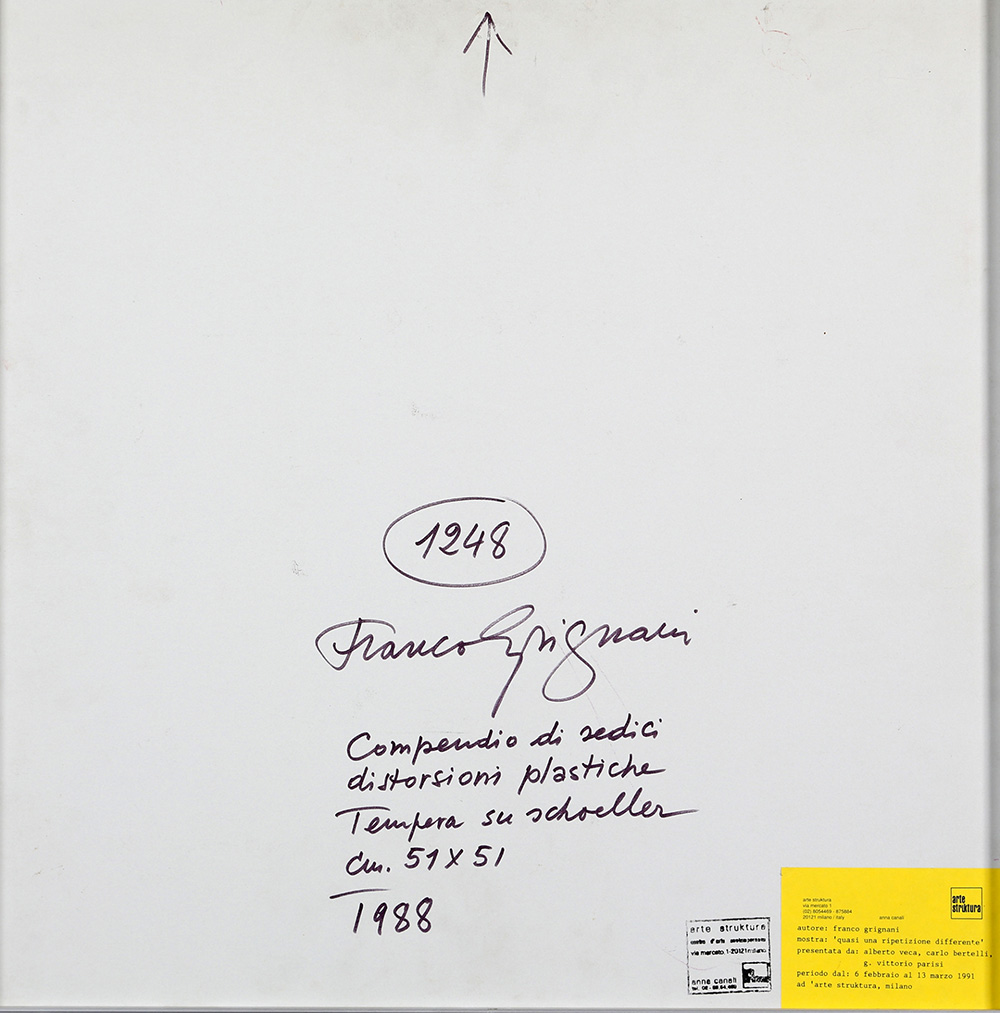 1248
Franco Grignani
Compendio di sedici
distorsioni plastiche
Tempera su schoeller
cm. 51 x 51
1988
arte struktura
via mercato, 1-20121 milano
anna canali
arte struktura
via mercato 1
(02) 8054469 - 875884
20121 milano / italy anna canali
arte
struktura
autore: franco grignani
mostra: 'quasi una ripetizione differente'
presentata da: alberto veca, carlo bertelli,
g. vittorio parisi
periodo dal: 6 febbraio al 13 marzo 1991
ad 'arte struktura, milano